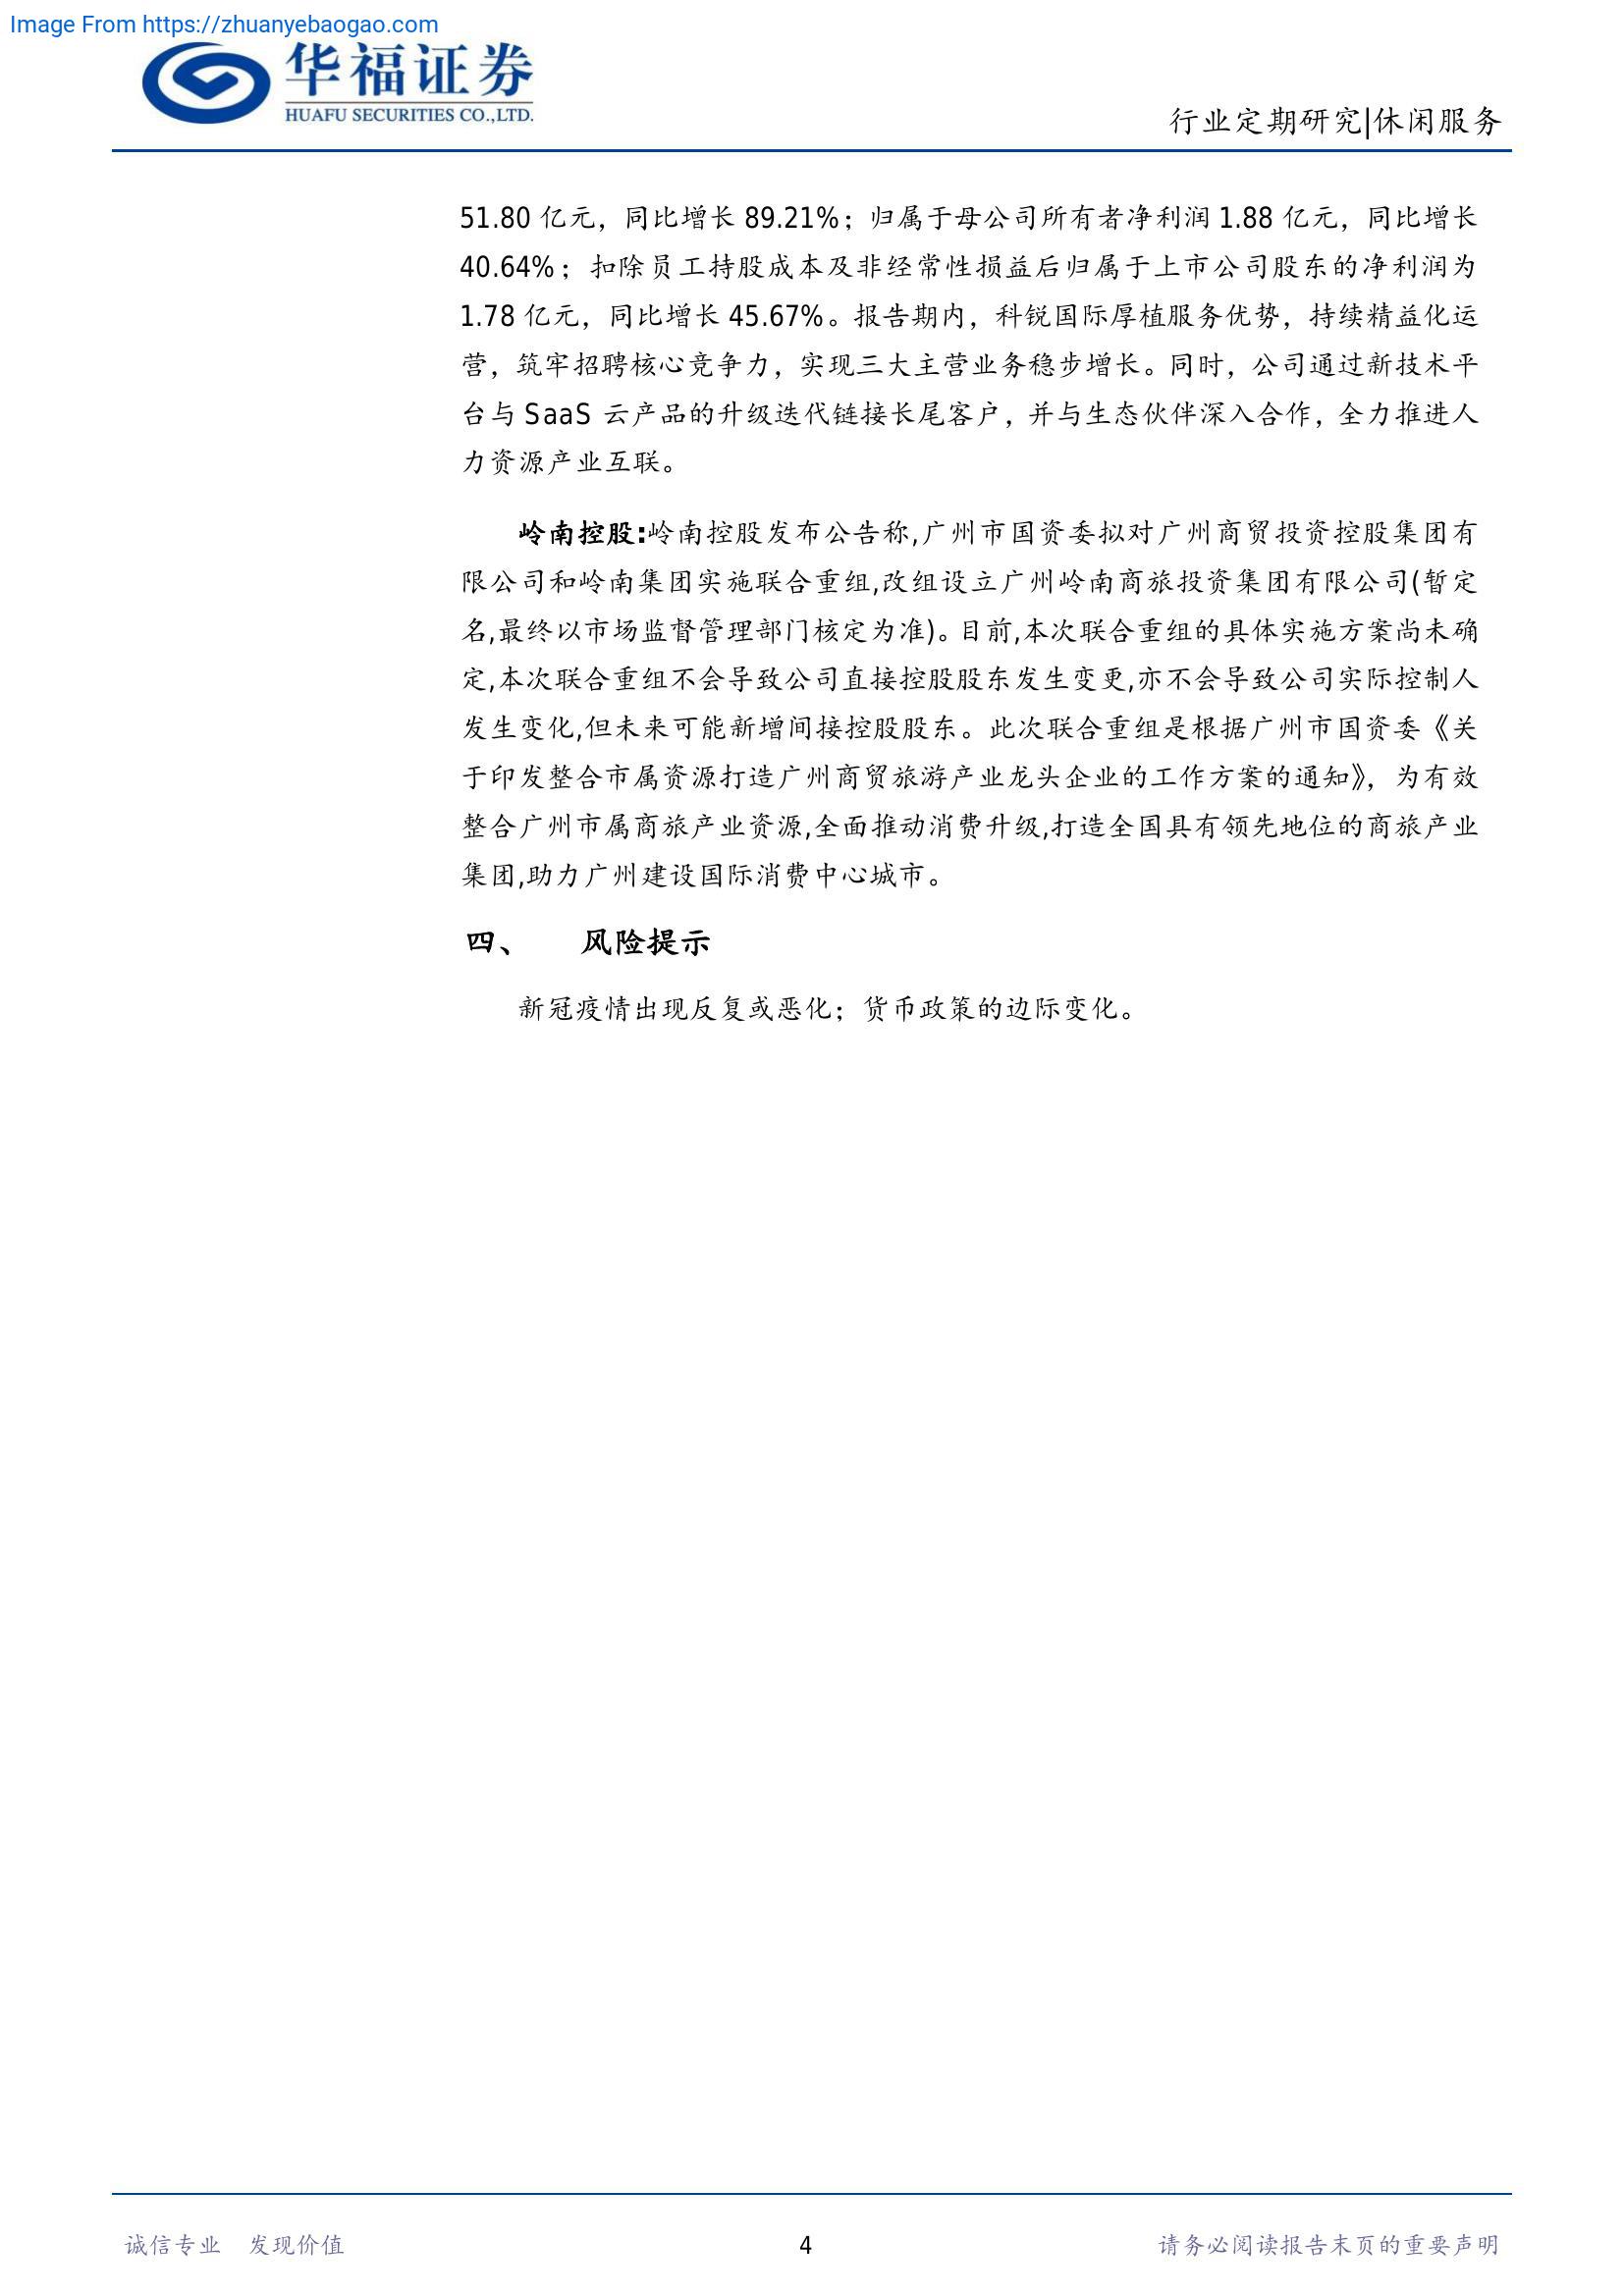 Image From https://zhuanyebaogao.com
华福证券
HUAFU SECURITIES CO.,LTD.
行业定期研究|休闲服务
51.80 亿元，同比增长 89.21%；归属于母公司所有者净利润 1.88 亿元，同比增长
40.64%；扣除员工持股成本及非经常性损益后归属于上市公司股东的净利润为
1.78 亿元，同比增长 45.67%。报告期内，科锐国际厚植服务优势，持续精益化运
营，筑牢招聘核心竞争力，实现三大主营业务稳步增长。同时，公司通过新技术平
台与 SaaS 云产品的升级迭代链接长尾客户，并与生态伙伴深入合作，全力推进人
力资源产业互联。
岭南控股:岭南控股发布公告称,广州市国资委拟对广州商贸投资控股集团有
限公司和岭南集团实施联合重组,改组设立广州岭南商旅投资集团有限公司(暂定
名,最终以市场监督管理部门核定为准)。目前,本次联合重组的具体实施方案尚未确
定,本次联合重组不会导致公司直接控股股东发生变更,亦不会导致公司实际控制人
发生变化,但未来可能新增间接控股股东。此次联合重组是根据广州市国资委《关
于印发整合市属资源打造广州商贸旅游产业龙头企业的工作方案的通知》，为有效
整合广州市属商旅产业资源,全面推动消费升级,打造全国具有领先地位的商旅产业
集团,助力广州建设国际消费中心城市。
四、 风险提示
新冠疫情出现反复或恶化；货币政策的边际变化。
诚信专业 发现价值
4
请务必阅读报告末页的重要声明